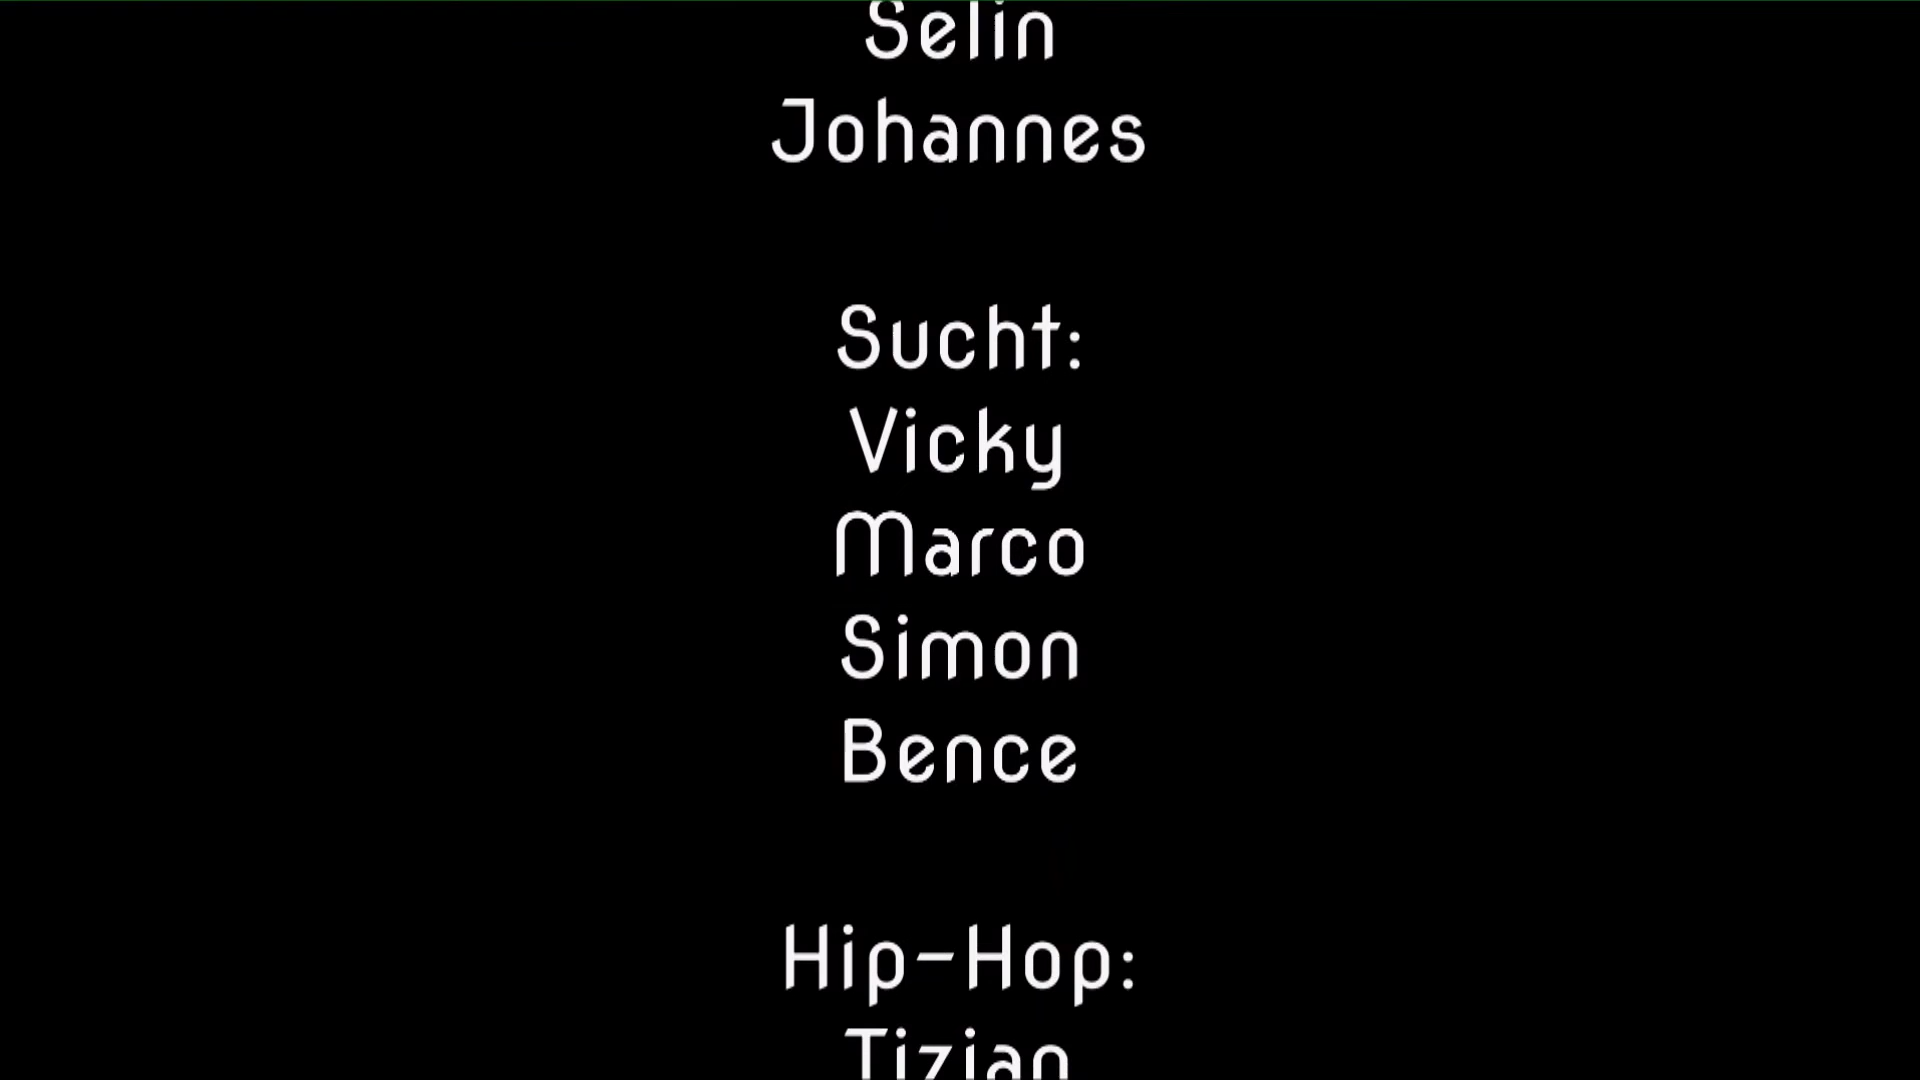 Selin
Johannes
Sucht:
Vicky
Marco
Simon
Bence
Hip-Hop:
Tizian